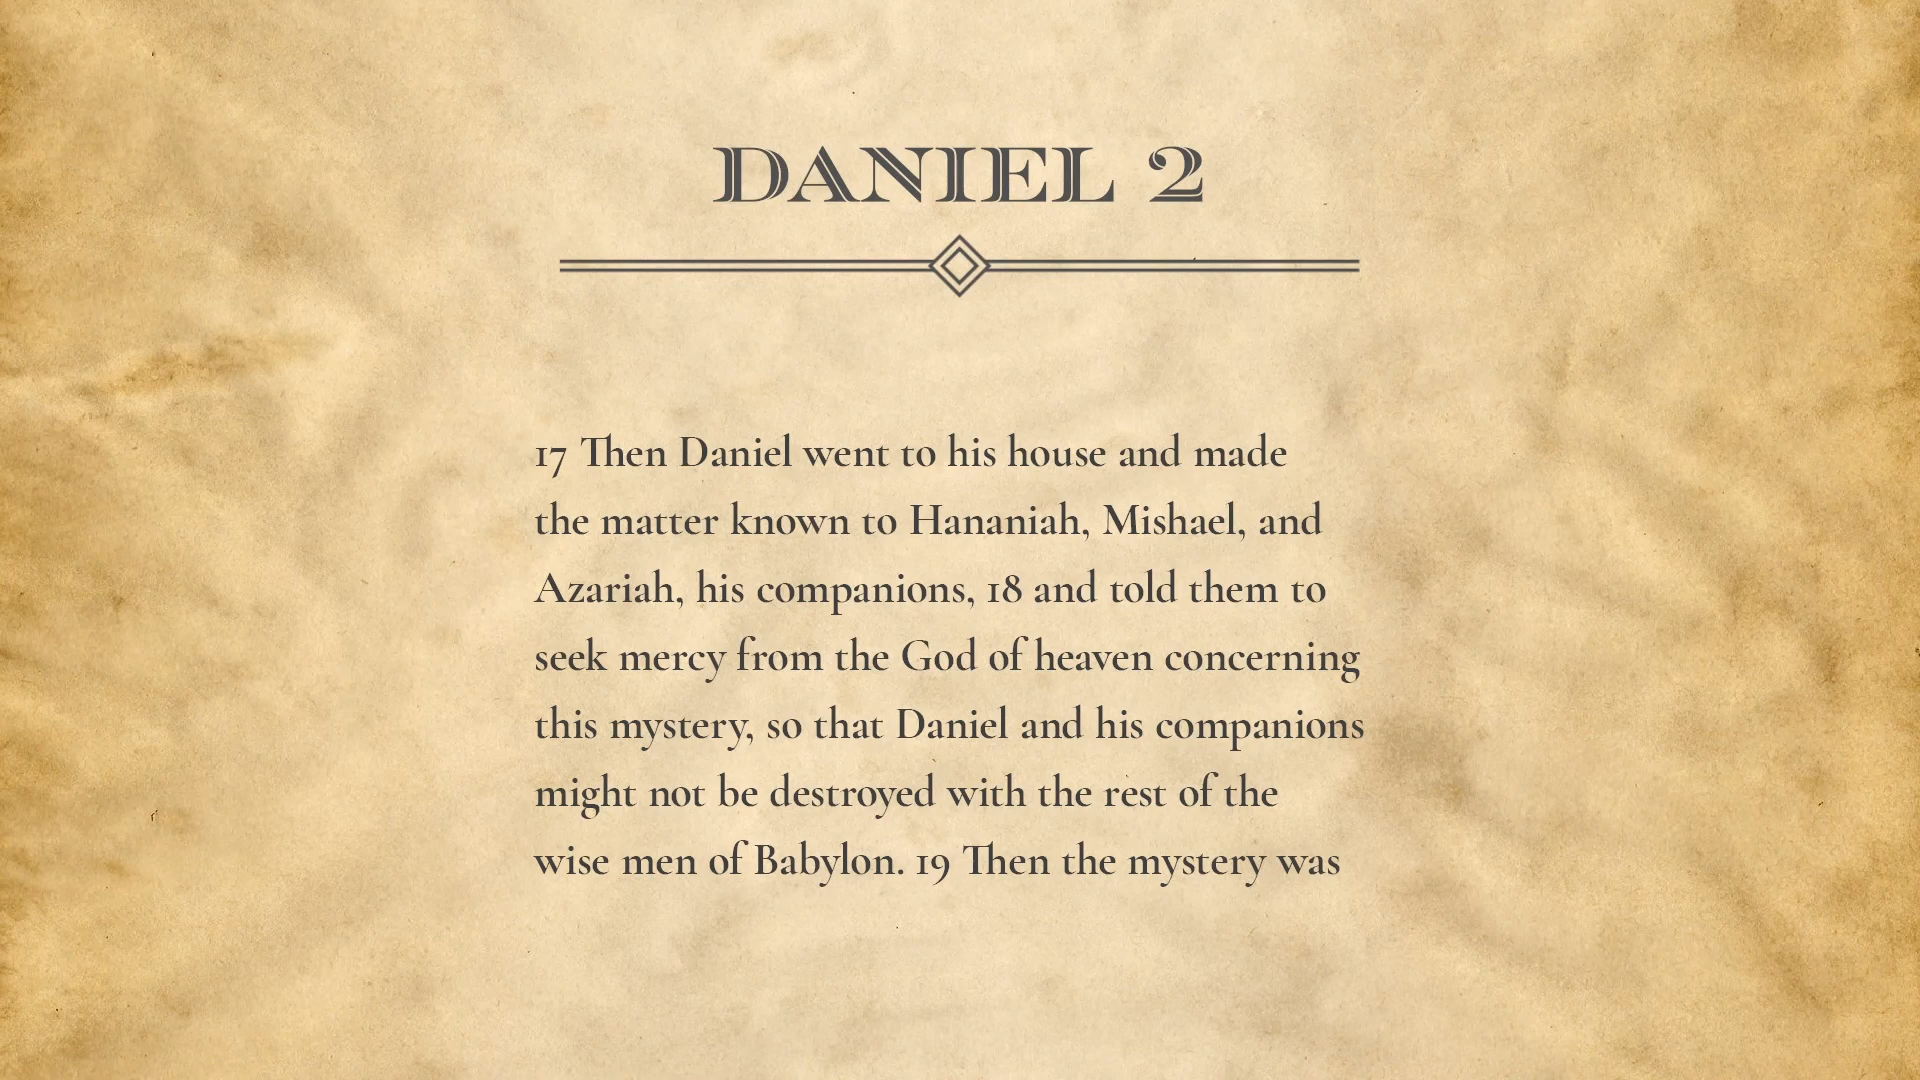 DANIEL 2
17 Then Daniel went to his house and made
the matter known to Hananiah, Mishael, and
Azariah, his companions, 18 and told them to
seek mercy from the God of heaven concerning
this mystery, so that Daniel and his companions
might not be destroyed with the rest of the
wise men of Babylon. 19 Then the mystery was